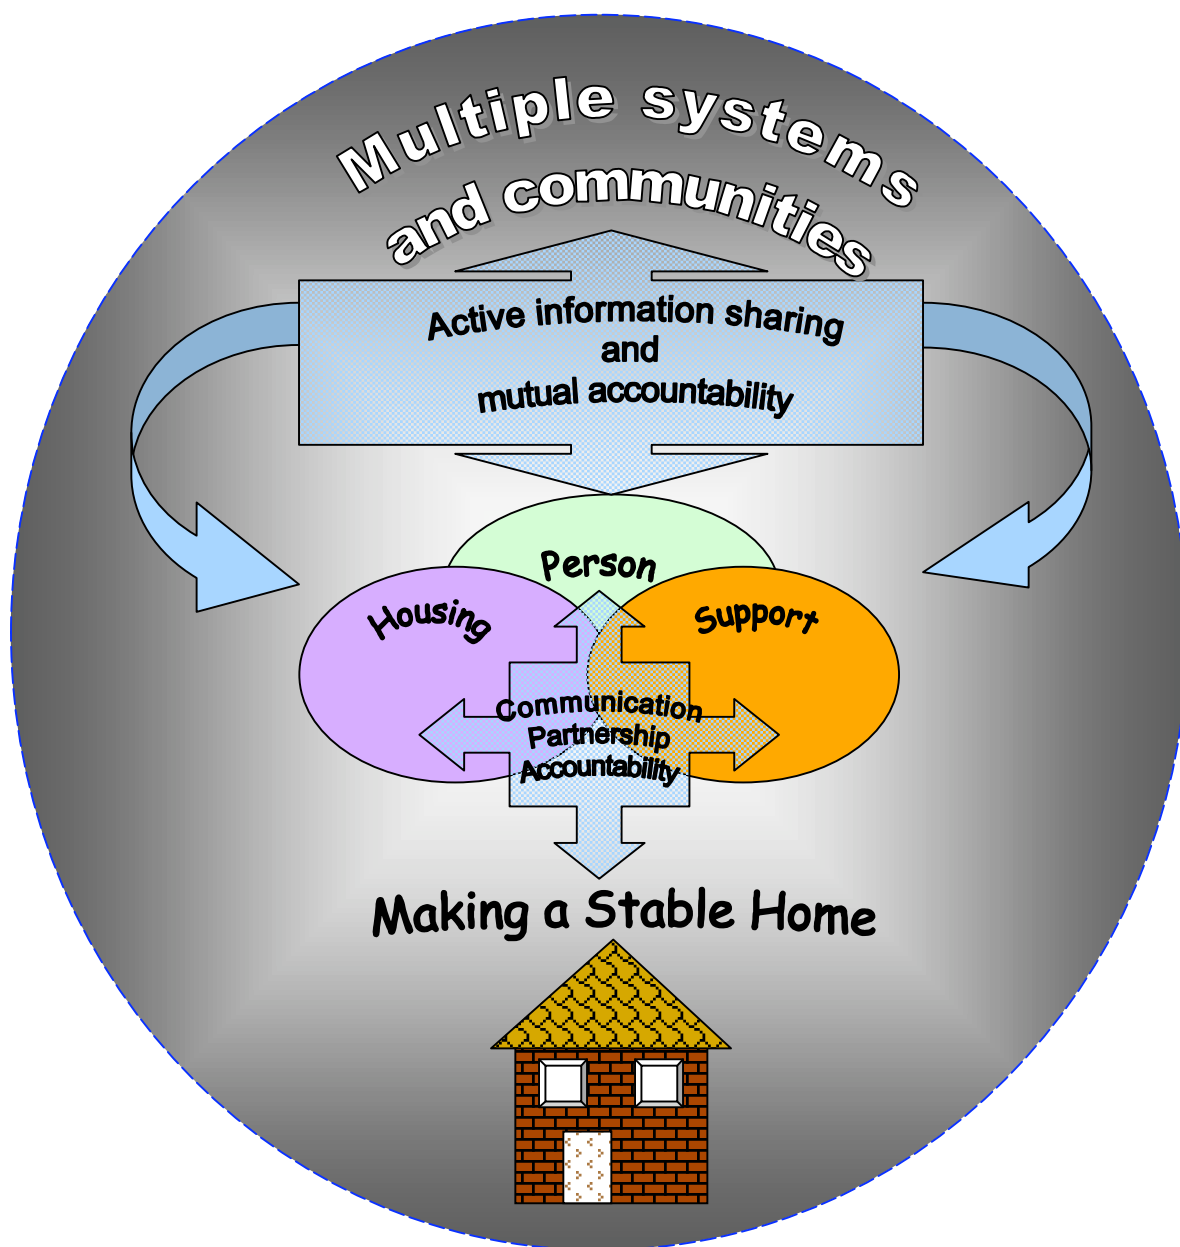 Multiple systems
and communities
Active information sharing
and
mutual accountability
Person
Housing
Support
Communication
Partnership
Accountability
Making a Stable Home